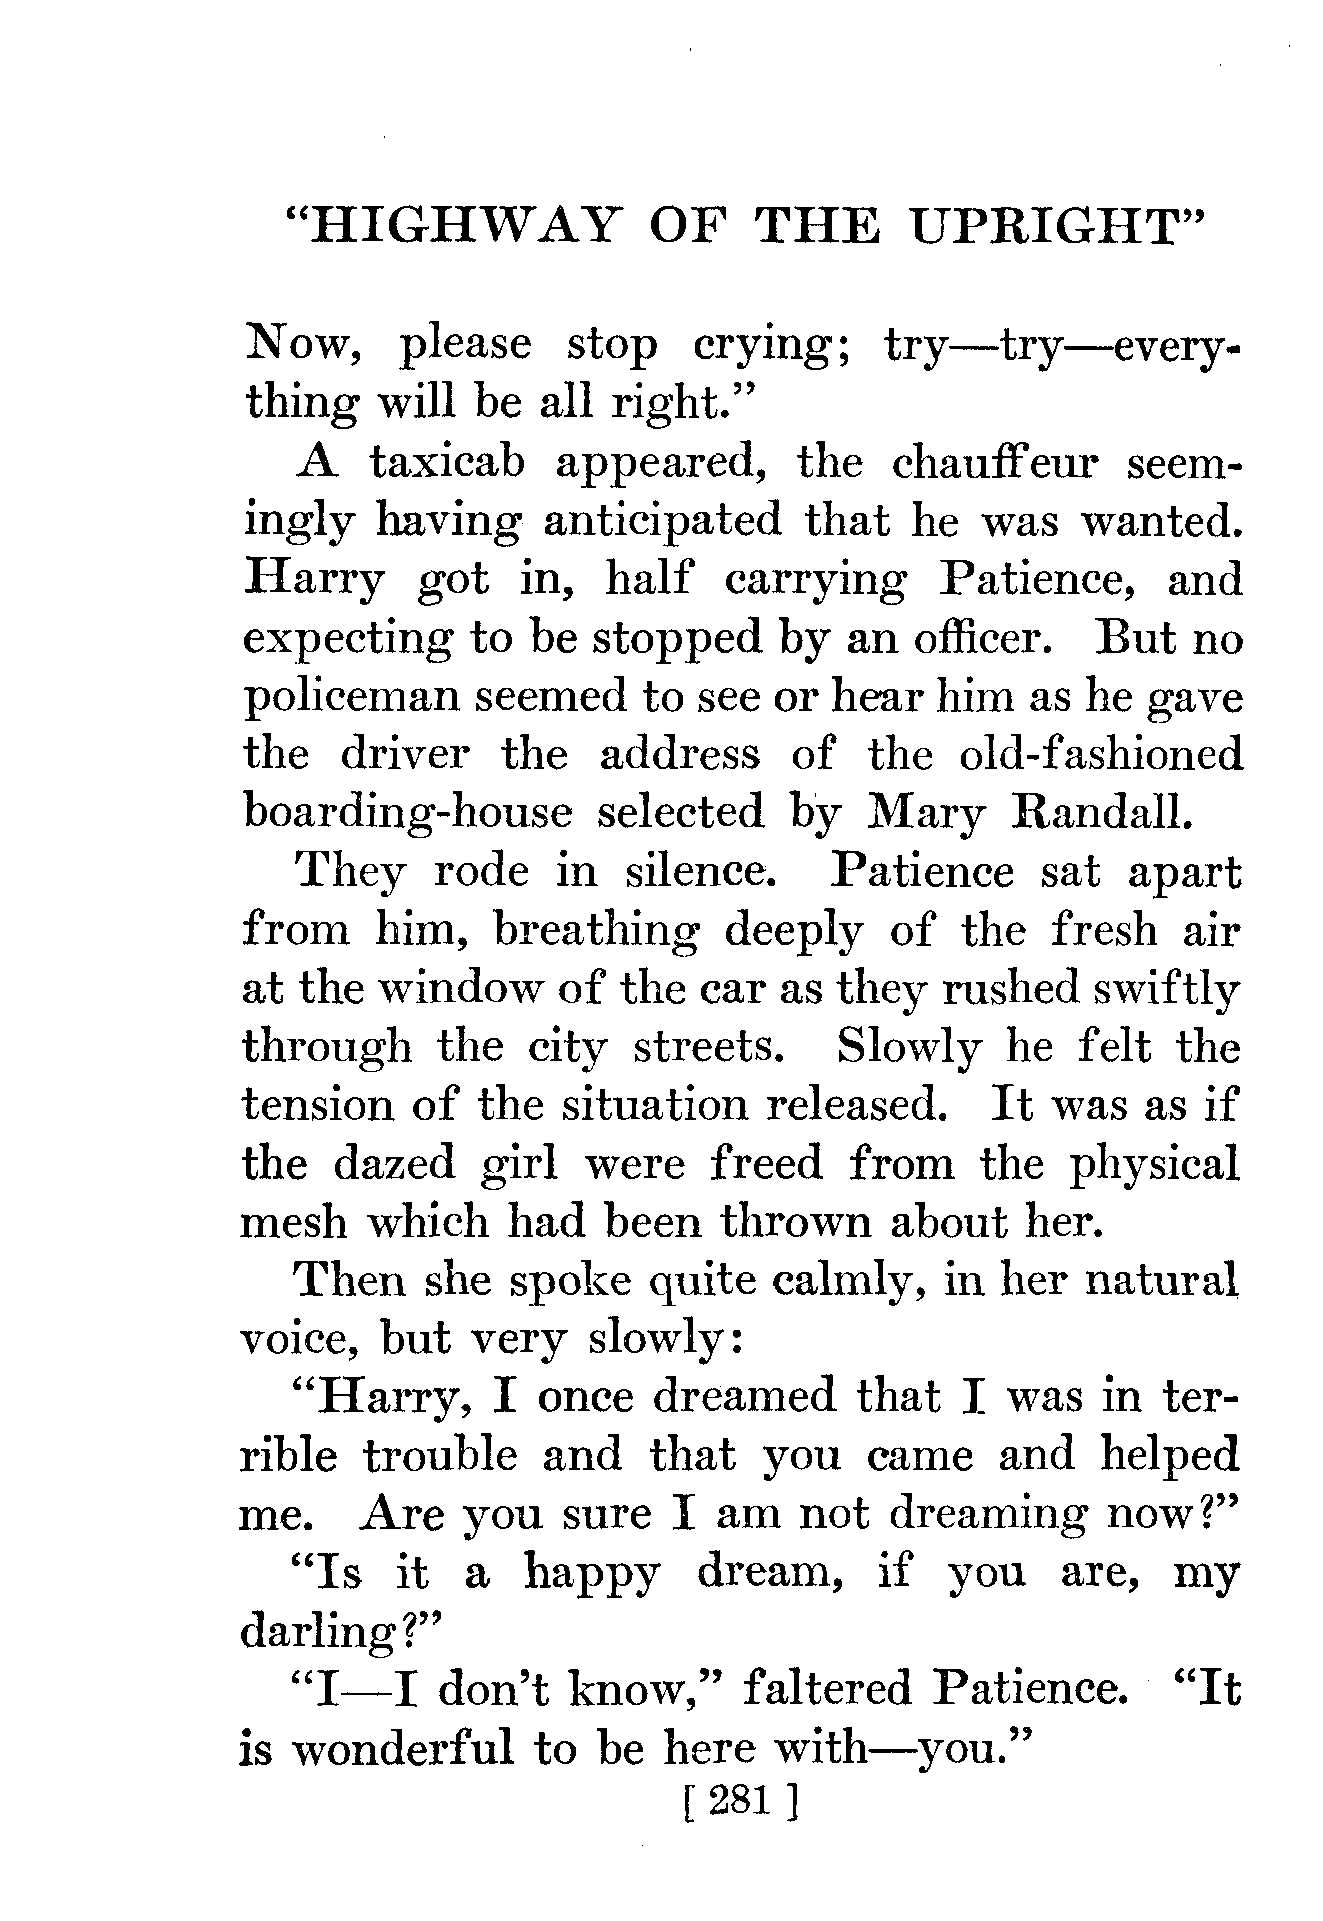 “HIGHWAY OF THE UPRIGHT”
Now, please stop crying; try—try—every-
thing will be all right.”
A taxicab appeared, the chauffeur seem-
ingly having anticipated that he was wanted.
Harry got in, half carrying Patience, and
expecting to be stopped by an officer. But no
policeman seemed to see or hear him as he gave
the driver the address of the old-fashioned
boarding-house selected by Mary Randall.
They rode in silence. Patience sat apart
from him, breathing deeply of the fresh air
at the window of the car as they rushed swiftly
through the city streets. Slowly he felt the
tension of the situation released. It was as if
the dazed girl were freed from the physical
mesh which had been thrown about her.
Then she spoke quite calmly, in her natural
voice, but very slowly:
“Harry, I once dreamed that I was in ter-
rible trouble and that you came and helped
me. Are you sure I am not dreaming now?”
“Is it a happy dream, if you are, my
darling?”
“I—I don’t know,” faltered Patience. “It
is wonderful to be here with—you.”
[ 281 ]